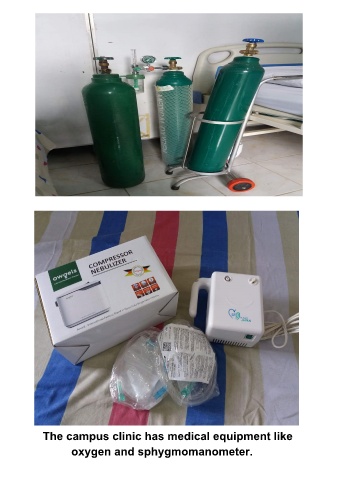 owgels
COMPRESSOR
NEBULIZER
The campus clinic has medical equipment like
oxygen and sphygmomanometer.